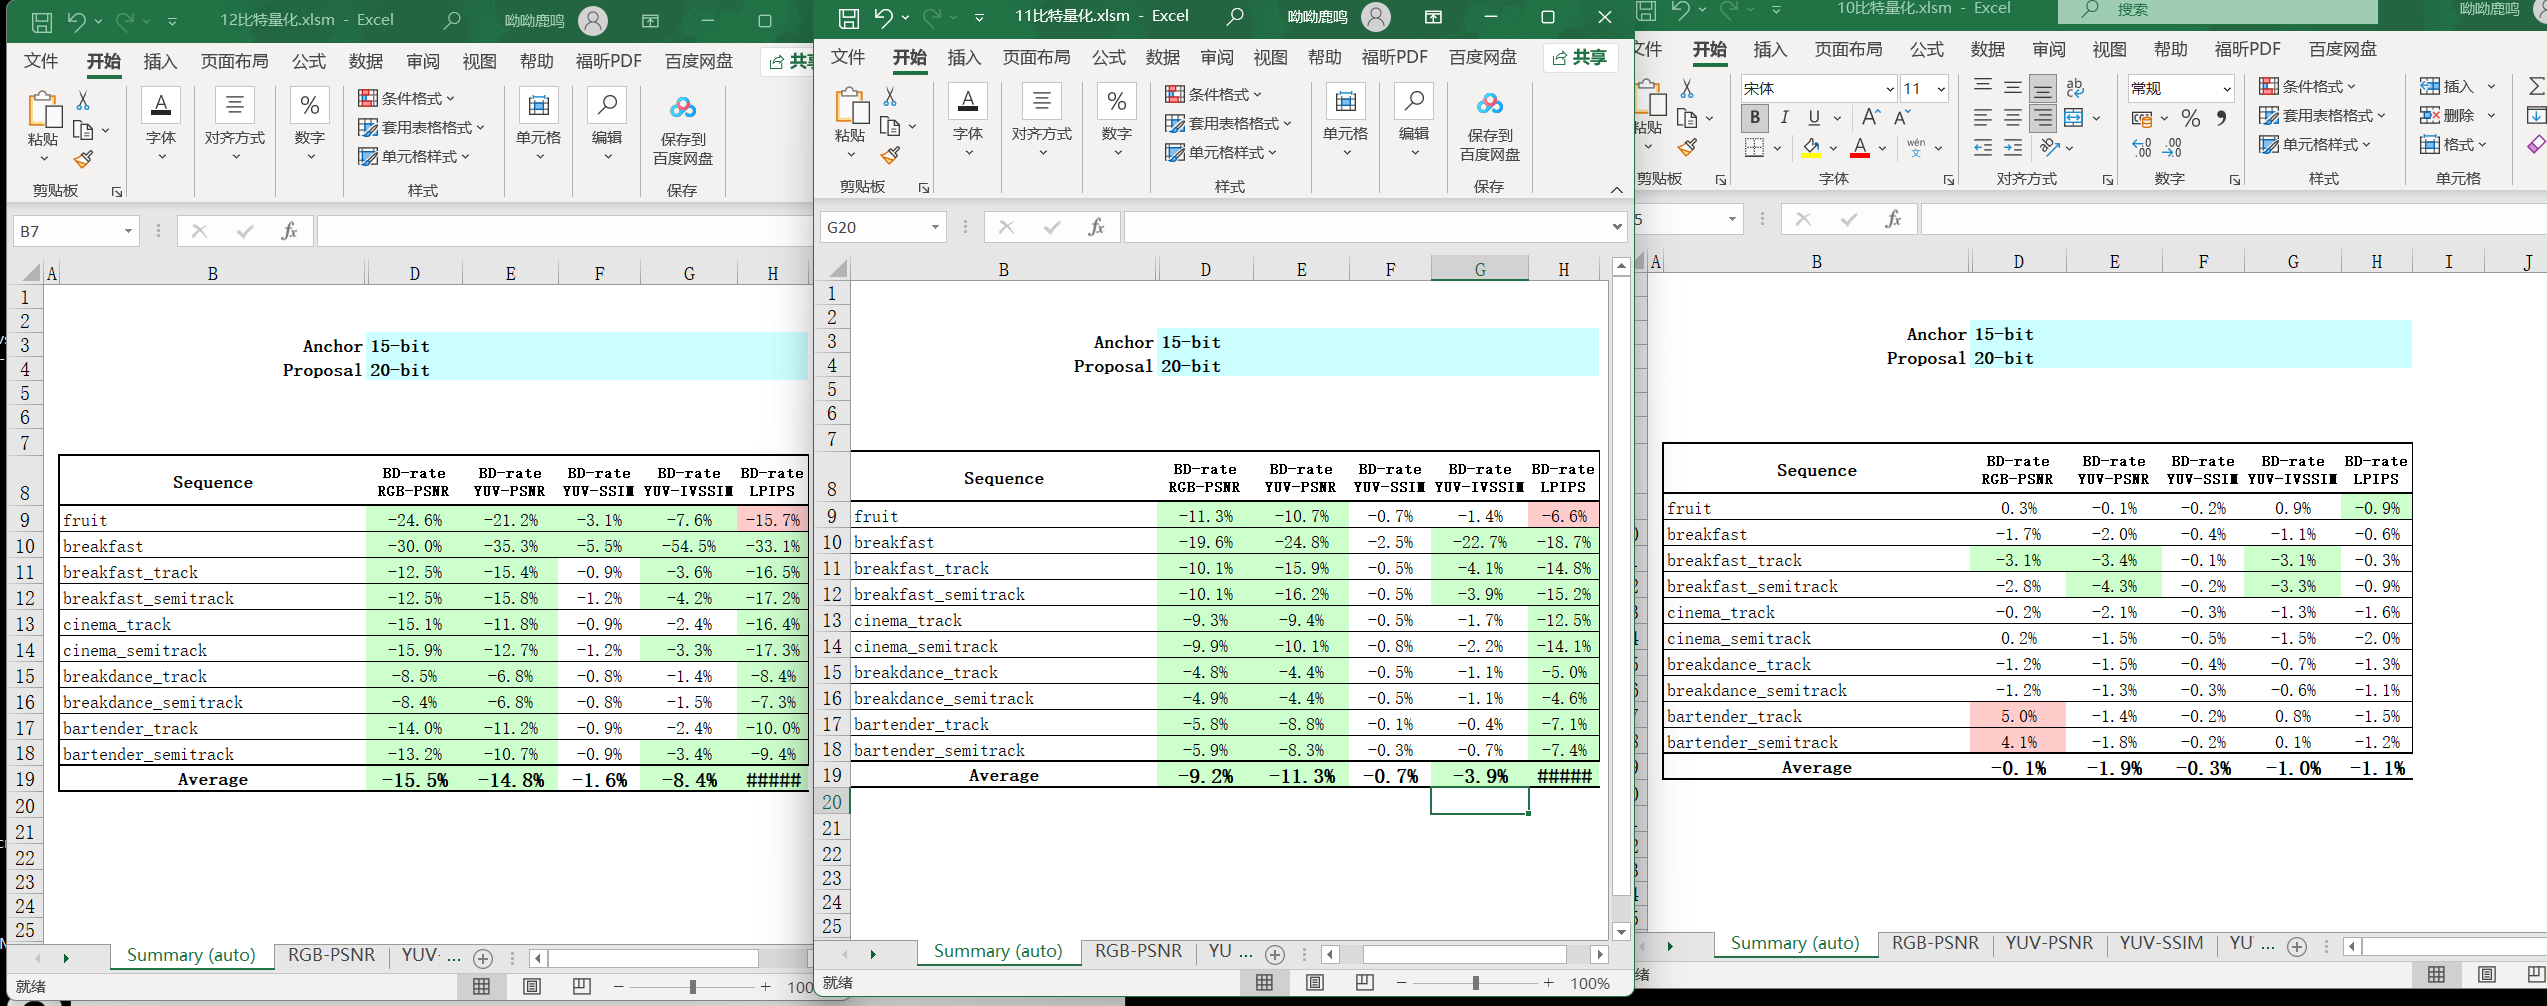 12比特量化.xlsm - Excel 呦呦鹿鸣
文件 开始 插入 页面布局 公式 数据 审阅 视图 帮助 福昕PDF 百度网盘 共享
粘贴 字体 对齐方式 数字 条件格式 套用表格格式 单元格样式 单元格 编辑 保存到 百度网盘
剪贴板 样式 保存
B7 fx
A B D E F G H
1
2
3 Anchor 15-bit
4 Proposal 20-bit
5
6
7
8 Sequence BD-rate RGB-PSNR BD-rate YUV-PSNR BD-rate YUV-SSIM BD-rate YUV-IVSSIM BD-rate LPIPS
9 fruit -24.6% -21.2% -3.1% -7.6% -15.7%
10 breakfast -30.0% -35.3% -5.5% -54.5% -33.1%
11 breakfast_track -12.5% -15.4% -0.9% -3.6% -16.5%
12 breakfast_semitrack -12.5% -15.8% -1.2% -4.2% -17.2%
13 cinema_track -15.1% -11.8% -0.9% -2.4% -16.4%
14 cinema_semitrack -15.9% -12.7% -1.2% -3.3% -17.3%
15 breakdance_track -8.5% -6.8% -0.8% -1.4% -8.4%
16 breakdance_semitrack -8.4% -6.8% -0.8% -1.5% -7.3%
17 bartender_track -14.0% -11.2% -0.9% -2.4% -10.0%
18 bartender_semitrack -13.2% -10.7% -0.9% -3.4% -9.4%
19 Average -15.5% -14.8% -1.6% -8.4% #####
20
21
22
23
24
25
Summary (auto) RGB-PSNR YUV- ...
就绪 100
11比特量化.xlsm - Excel 呦呦鹿鸣
文件 开始 插入 页面布局 公式 数据 审阅 视图 帮助 福昕PDF 百度网盘 共享
粘贴 字体 对齐方式 数字 条件格式 套用表格格式 单元格样式 单元格 编辑 保存到 百度网盘
剪贴板 样式 保存
G20 fx
B D E F G H
1
2
3 Anchor 15-bit
4 Proposal 20-bit
5
6
7
8 Sequence BD-rate RGB-PSNR BD-rate YUV-PSNR BD-rate YUV-SSIM BD-rate YUV-IVSSIM BD-rate LPIPS
9 fruit -11.3% -10.7% -0.7% -1.4% -6.6%
10 breakfast -19.6% -24.8% -2.5% -22.7% -18.7%
11 breakfast_track -10.1% -15.9% -0.5% -4.1% -14.8%
12 breakfast_semitrack -10.1% -16.2% -0.5% -3.9% -15.2%
13 cinema_track -9.3% -9.4% -0.5% -1.7% -12.5%
14 cinema_semitrack -9.9% -10.1% -0.8% -2.2% -14.1%
15 breakdance_track -4.8% -4.4% -0.5% -1.1% -5.0%
16 breakdance_semitrack -4.9% -4.4% -0.5% -1.1% -4.6%
17 bartender_track -5.8% -8.8% -0.1% -0.4% -7.1%
18 bartender_semitrack -5.9% -8.3% -0.3% -0.7% -7.4%
19 Average -9.2% -11.3% -0.7% -3.9% #####
20
21
22
23
24
25
Summary (auto) RGB-PSNR YU ...
就绪 100%
10比特量化.xlsm - Excel 搜索 呦呦鹿鸣
文件 开始 插入 页面布局 公式 数据 审阅 视图 帮助 福昕PDF 百度网盘
粘贴 宋体 11 B I U A A wén 文 ab 常规 % 条件格式 套用表格格式 单元格样式 插入 删除 格式
剪贴板 字体 对齐方式 数字 样式 单元格
5 fx
A B D E F G H I J
Anchor 15-bit
Proposal 20-bit
Sequence BD-rate RGB-PSNR BD-rate YUV-PSNR BD-rate YUV-SSIM BD-rate YUV-IVSSIM BD-rate LPIPS
fruit 0.3% -0.1% -0.2% 0.9% -0.9%
breakfast -1.7% -2.0% -0.4% -1.1% -0.6%
breakfast_track -3.1% -3.4% -0.1% -3.1% -0.3%
breakfast_semitrack -2.8% -4.3% -0.2% -3.3% -0.9%
cinema_track -0.2% -2.1% -0.3% -1.3% -1.6%
cinema_semitrack 0.2% -1.5% -0.5% -1.5% -2.0%
breakdance_track -1.2% -1.5% -0.4% -0.7% -1.3%
breakdance_semitrack -1.2% -1.3% -0.3% -0.6% -1.1%
bartender_track 5.0% -1.4% -0.2% 0.8% -1.5%
bartender_semitrack 4.1% -1.8% -0.2% 0.1% -1.2%
Average -0.1% -1.9% -0.3% -1.0% -1.1%
Summary (auto) RGB-PSNR YUV-PSNR YUV-SSIM YU ...
绪